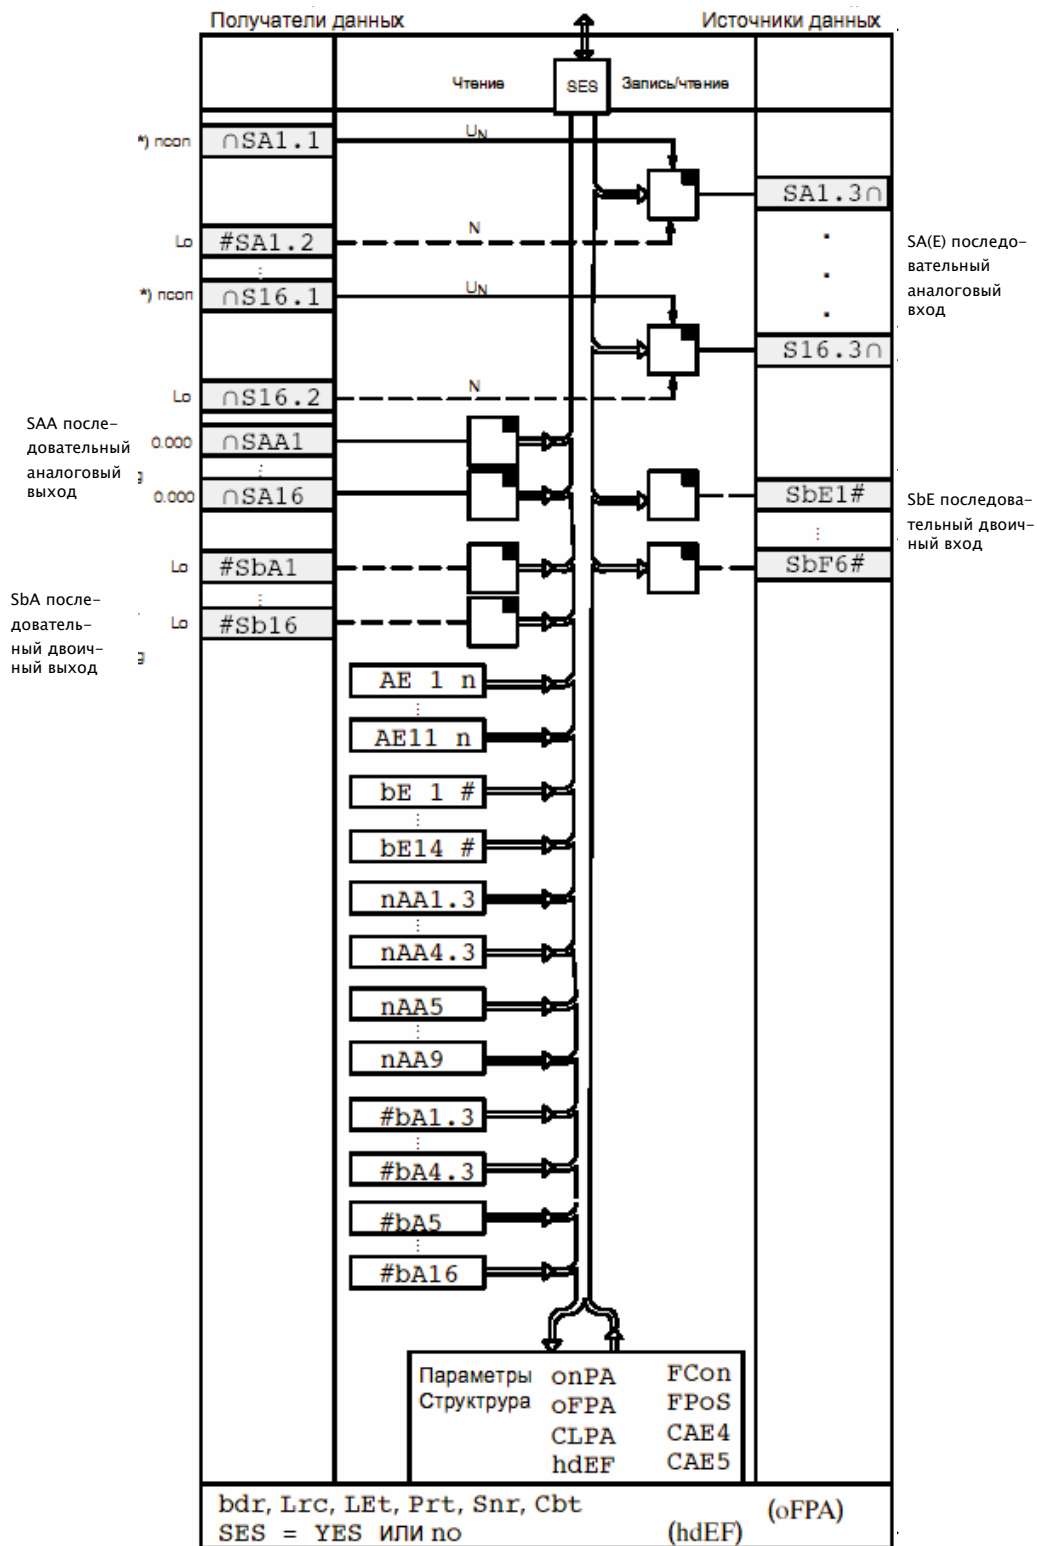 Получатели данных
Источники данных
Чтение
SES
Запись/чтение
*) ncon
∩SA1.1
UN
SA1.3∩
Lo
#SA1.2
N
SA(E) последо-
вательный
аналоговый
вход
*) ncon
∩S16.1
UN
S16.3∩
Lo
∩S16.2
N
SAA после-
довательный
аналоговый
выход
0.000
∩SAA1
0.000
∩SA16
SbE1#
SbE последова-
тельный двоич-
ный вход
SbF6#
Lo
#SbA1
SbA после-
дователь-
ный двоич-
ный выход
Lo
#Sb16
AE 1 n
AE11 n
bE 1 #
bE14 #
nAA1.3
nAA4.3
nAA5
nAA9
#bA1.3
#bA4.3
#bA5
#bA16
Параметры
Структрура
onPA
oFPA
CLPA
hdEF
FCon
FPoS
CAE4
CAE5
bdr, Lrc, LEt, Prt, Snr, Cbt
(oFPA)
SES = YES ИЛИ no
(hdEF)